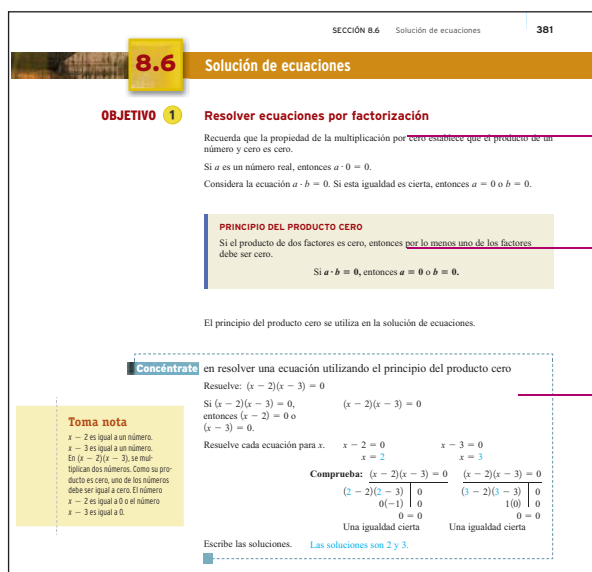 SECCIÓN 8.6 Solución de ecuaciones 381
8.6 Solución de ecuaciones
OBJETIVO 1 Resolver ecuaciones por factorización
Recuerda que la propiedad de la multiplicación por cero establece que el producto de un
número y cero es cero.
Si a es un número real, entonces a · 0 = 0.
Considera la ecuación a · b = 0. Si esta igualdad es cierta, entonces a = 0 o b = 0.
PRINCIPIO DEL PRODUCTO CERO
Si el producto de dos factores es cero, entonces por lo menos uno de los factores
debe ser cero.
Si a · b = 0, entonces a = 0 o b = 0.
El principio del producto cero se utiliza en la solución de ecuaciones.
Concéntrate en resolver una ecuación utilizando el principio del producto cero
Resuelve: (x − 2)(x − 3) = 0
Si (x − 2)(x − 3) = 0, (x − 2)(x − 3) = 0
entonces (x − 2) = 0 o
(x − 3) = 0.
Resuelve cada ecuación para x. x − 2 = 0 x − 3 = 0
x = 2 x = 3
Comprueba: (x − 2)(x − 3) = 0 (x − 2)(x − 3) = 0
(2 − 2)(2 − 3) | 0 (3 − 2)(3 − 3) | 0
0(−1) | 0 1(0) | 0
0 = 0 0 = 0
Una igualdad cierta Una igualdad cierta
Escribe las soluciones. Las soluciones son 2 y 3.
Toma nota
x − 2 es igual a un número.
x − 3 es igual a un número.
En (x − 2)(x − 3), se mul-
tiplican dos números. Como su pro-
ducto es cero, uno de los números
debe ser igual a cero. El número
x − 2 es igual a 0 o el número
x − 3 es igual a 0.